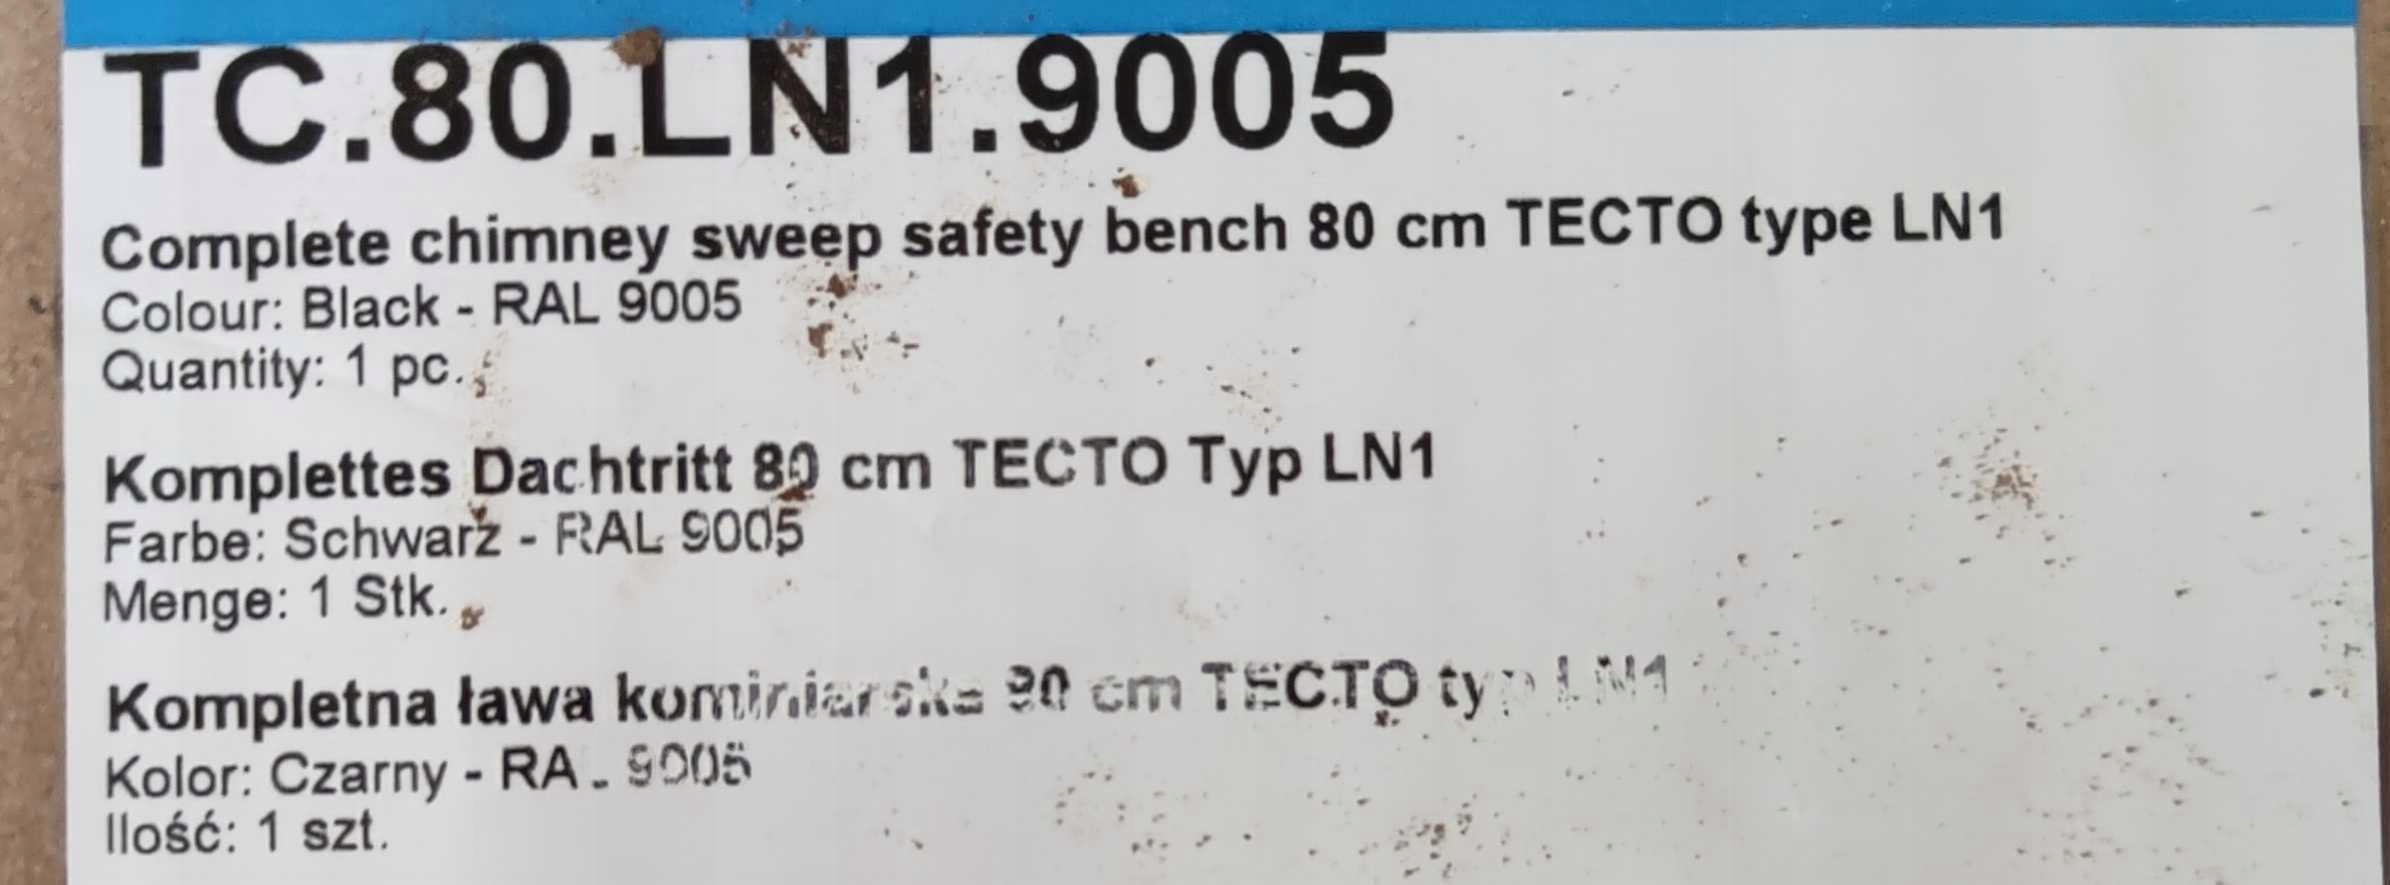 TC.80.LN1.9005
Complete chimney sweep safety bench 80 cm TECTO type LN1
Colour: Black - RAL 9005
Quantity: 1 pc.
Komplettes Dachtritt 80 cm TECTO Typ LN1
Farbe: Schwarz - RAL 9005
Menge: 1 Stk.
Kompletna ława kominiarska 80 cm TECTO typ LN1
Kolor: Czarny - RAL 9005
Ilość: 1 szt.